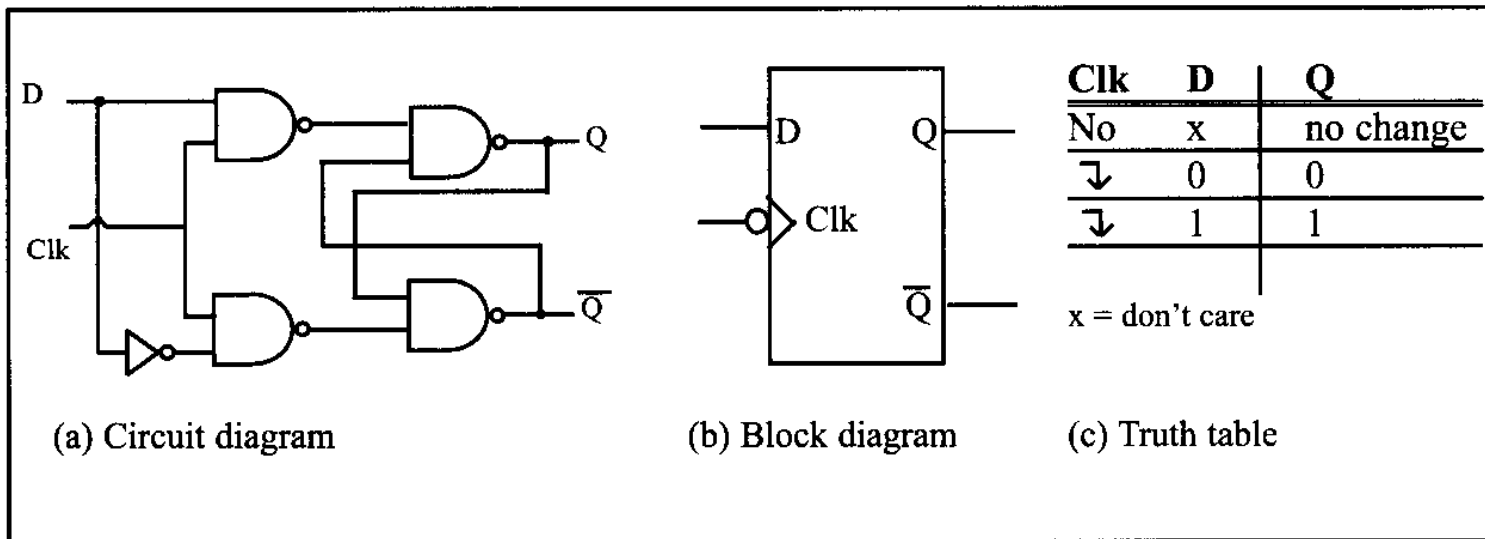 D
Clk
Q
Q̅
(a) Circuit diagram
D
Clk
Q
Q̅
(b) Block diagram
Clk D Q
No x no change
↴ 0 0
↴ 1 1
x = don't care
(c) Truth table